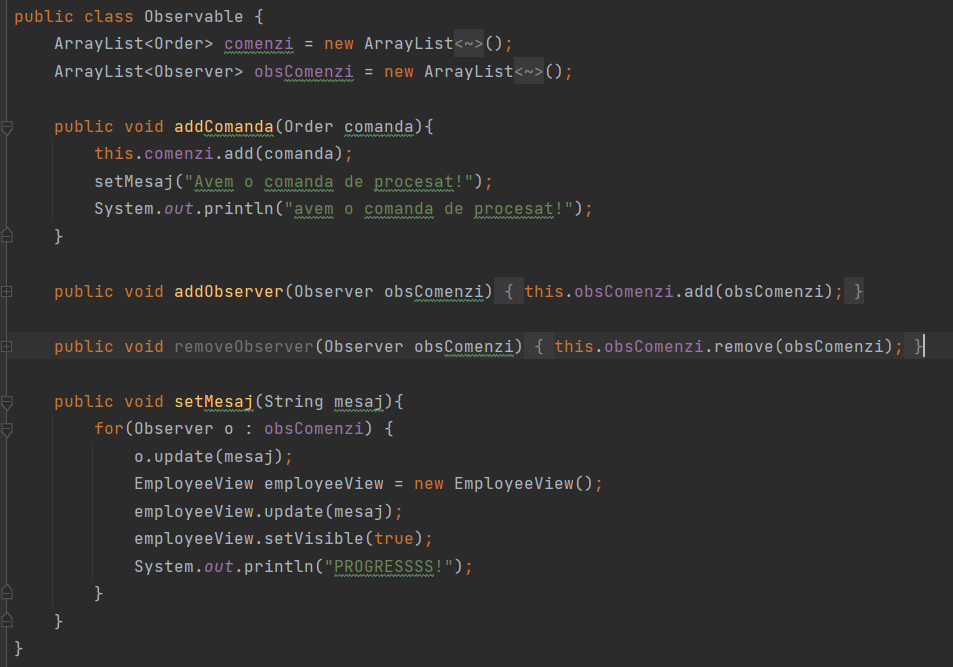 public class Observable {
    ArrayList<Order> comenzi = new ArrayList<~>();
    ArrayList<Observer> obsComenzi = new ArrayList<~>();
    public void addComanda(Order comanda){
        this.comenzi.add(comanda);
        setMesaj("Avem o comanda de procesat!");
        System.out.println("avem o comanda de procesat!");
    }
    public void addObserver(Observer obsComenzi) { this.obsComenzi.add(obsComenzi); }
    public void removeObserver(Observer obsComenzi) { this.obsComenzi.remove(obsComenzi); }
    public void setMesaj(String mesaj){
        for(Observer o : obsComenzi) {
            o.update(mesaj);
            EmployeeView employeeView = new EmployeeView();
            employeeView.update(mesaj);
            employeeView.setVisible(true);
            System.out.println("PROGRESSSS!");
        }
    }
}